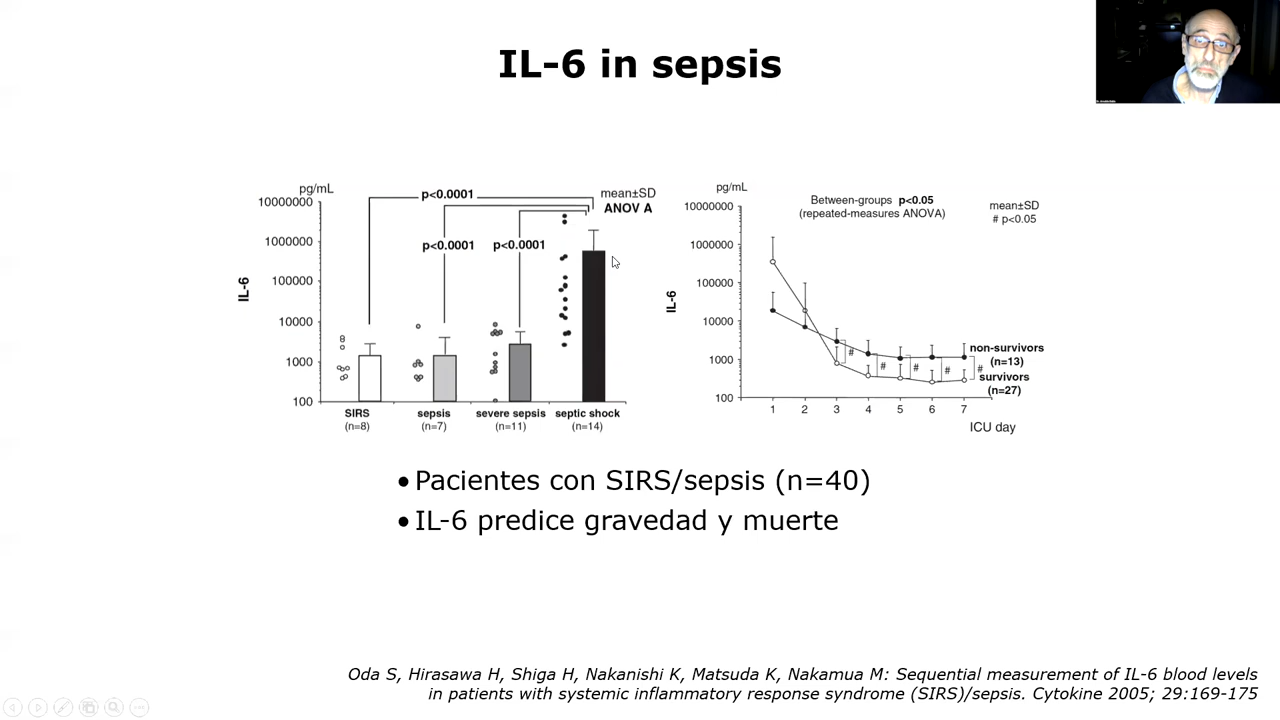 IL-6 in sepsis
pg/mL
10000000
1000000
100000
10000
1000
100
IL-6
p<0.0001
p<0.0001
p<0.0001
mean±SD
ANOV A
SIRS
(n=8)
sepsis
(n=7)
severe sepsis
(n=11)
septic shock
(n=14)
pg/mL
10000000
1000000
100000
10000
1000
100
IL-6
Between-groups p<0.05
(repeated-measures ANOVA)
mean±SD
# p<0.05
# # # # #
non-survivors
(n=13)
survivors
(n=27)
1 2 3 4 5 6 7
ICU day
• Pacientes con SIRS/sepsis (n=40)
• IL-6 predice gravedad y muerte
Oda S, Hirasawa H, Shiga H, Nakanishi K, Matsuda K, Nakamua M: Sequential measurement of IL-6 blood levels
in patients with systemic inflammatory response syndrome (SIRS)/sepsis. Cytokine 2005; 29:169-175